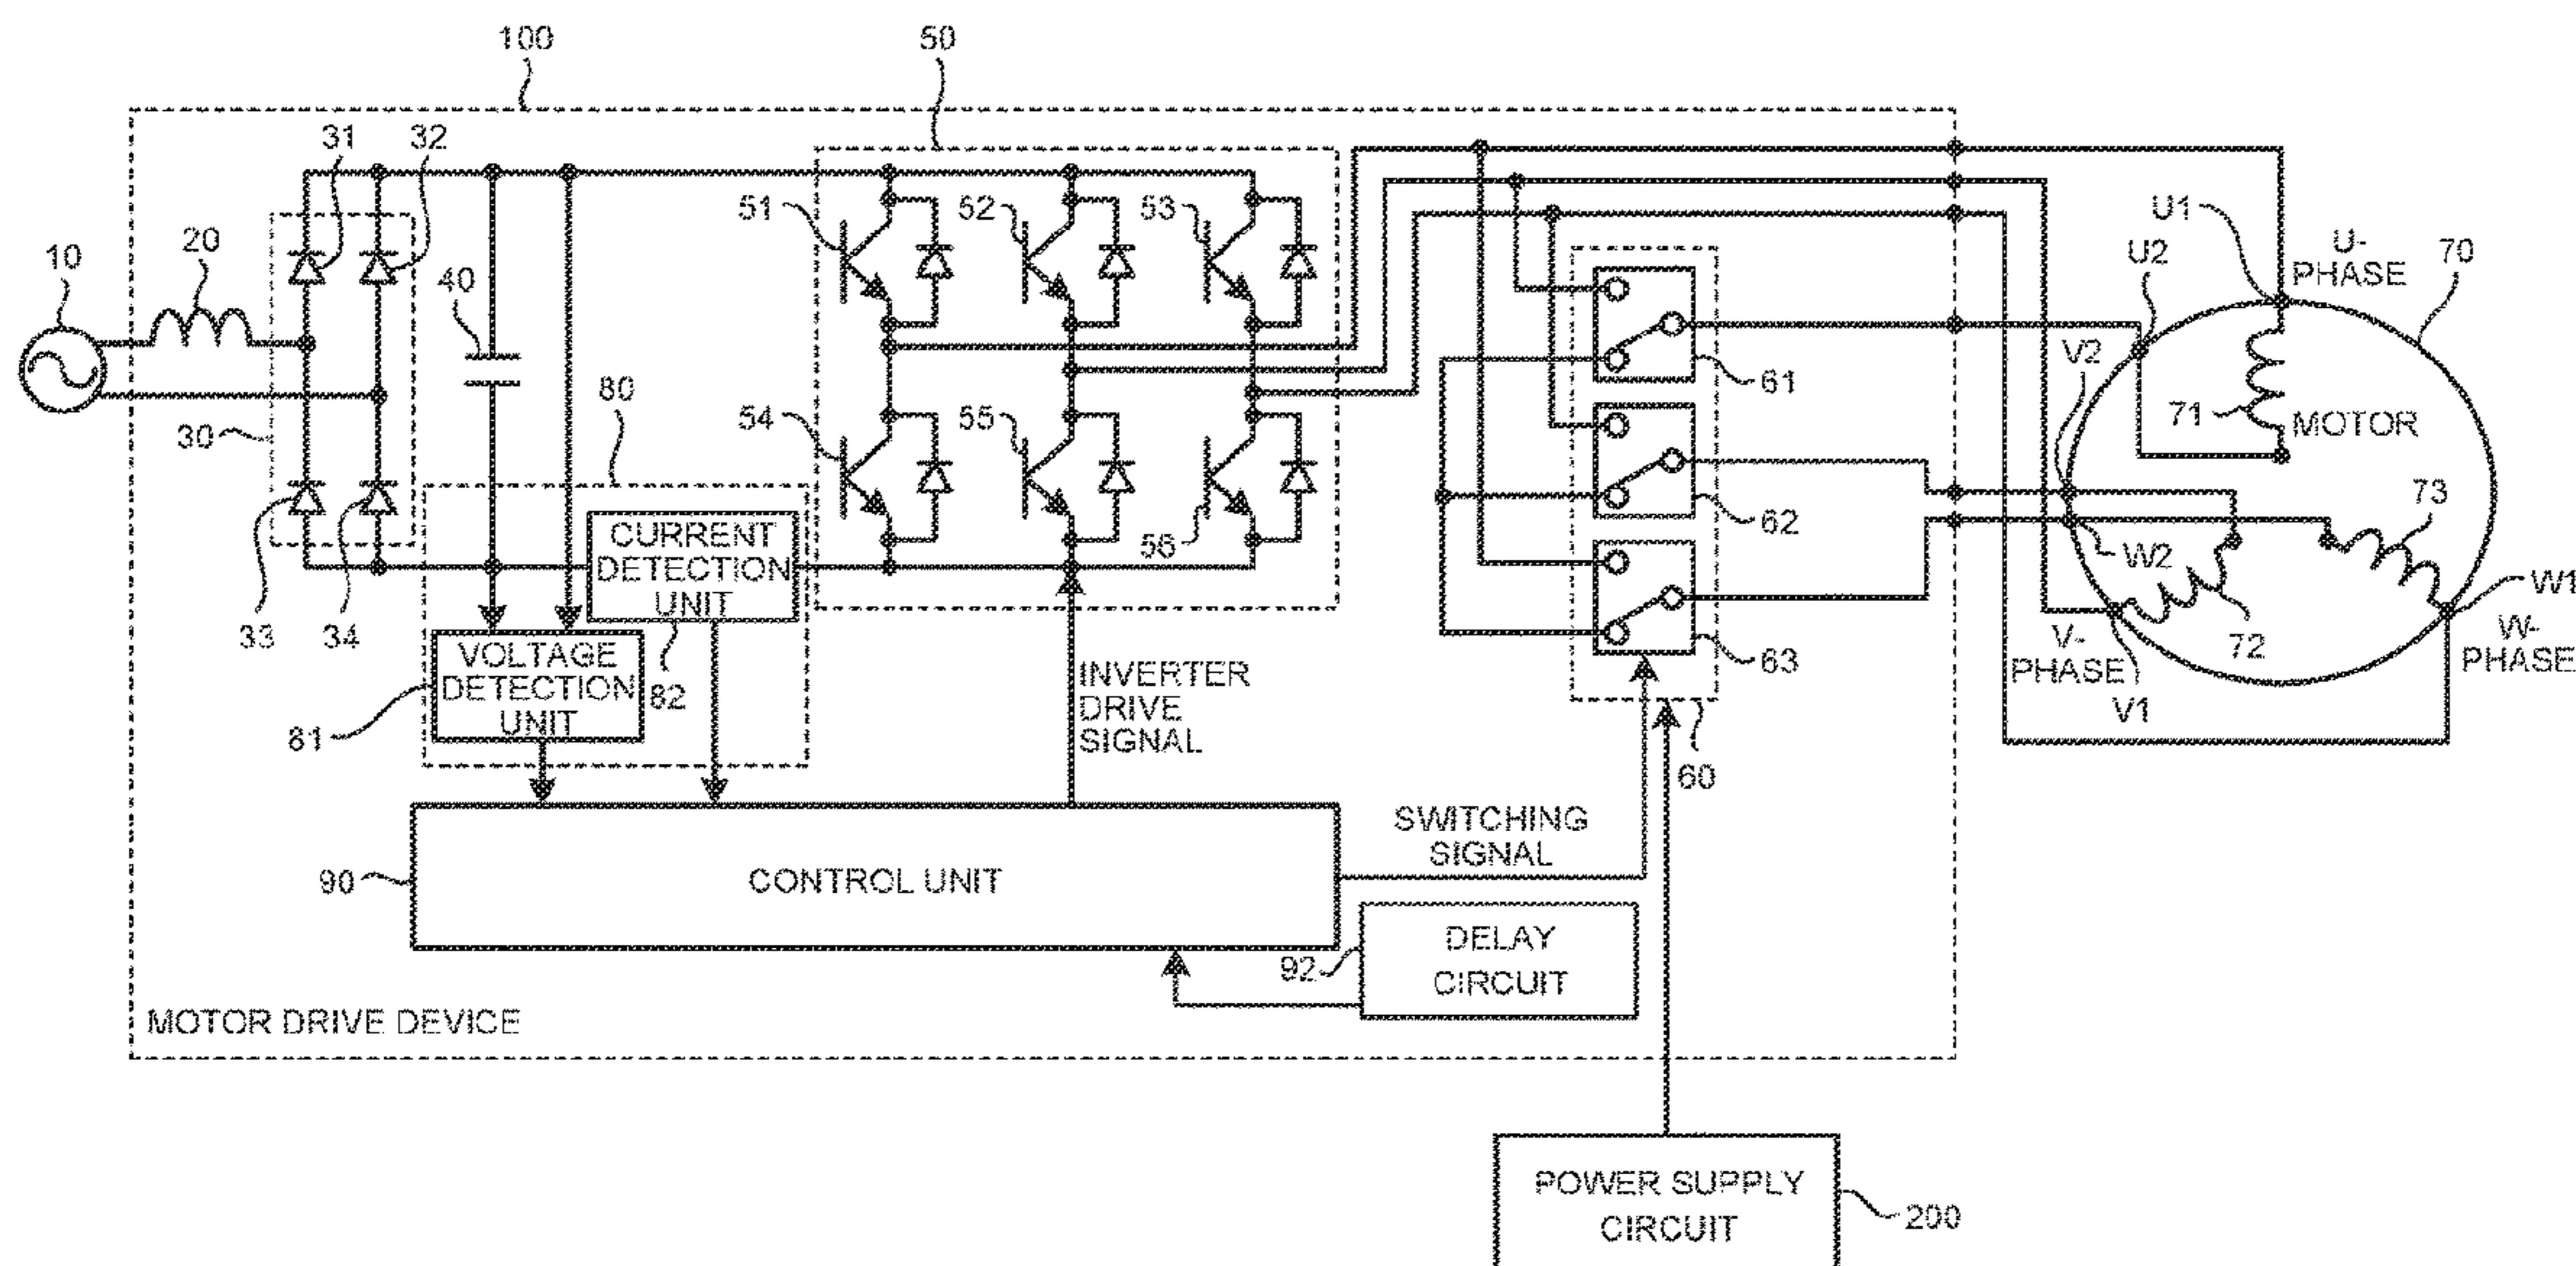 100
50
31
32
10
20
40
30
33
34
51
52
53
54
55
56
80
CURRENT
DETECTION
UNIT
82
VOLTAGE
DETECTION
UNIT
81
INVERTER
DRIVE
SIGNAL
61
62
63
60
U1
U2
U-
PHASE
70
V2
71
MOTOR
73
W2
W1
72
V-
PHASE
V1
W-
PHASE
90
CONTROL UNIT
SWITCHING
SIGNAL
92
DELAY
CIRCUIT
MOTOR DRIVE DEVICE
POWER SUPPLY
CIRCUIT
200